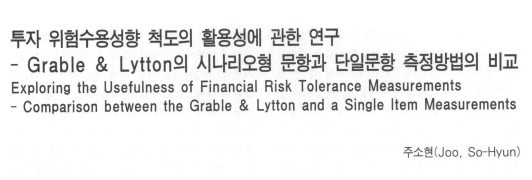 투자 위험수용성향 척도의 활용성에 관한 연구
- Grable & Lytton의 시나리오형 문항과 단일문항 측정방법의 비교
Exploring the Usefulness of Financial Risk Tolerance Measurements
- Comparison between the Grable & Lytton and a Single Item Measurements
주소현(Joo, So-Hyun)